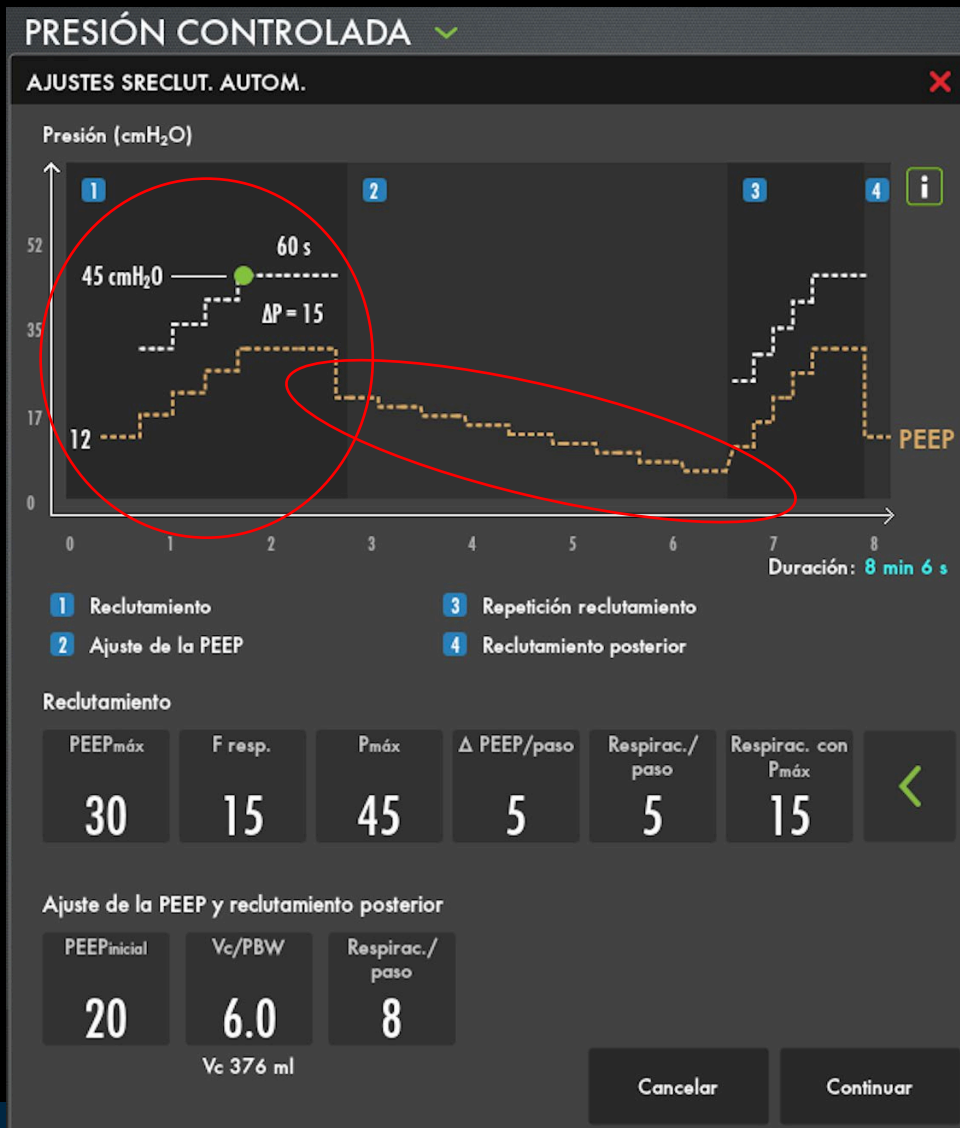 PRESIÓN CONTROLADA
AJUSTES SRECLUT. AUTOM.
Presión (cmH₂O)
1 2 3 4 i
52
60 s
45 cmH₂O
ΔP = 15
35
17
12
PEEP
0
0 1 2 3 4 5 6 7 8
Duración: 8 min 6 s
1 Reclutamiento
3 Repetición reclutamiento
2 Ajuste de la PEEP
4 Reclutamiento posterior
Reclutamiento
PEEPmáx F resp. Pmáx Δ PEEP/paso Respirac./ Respirac. con
paso Pmáx
30 15 45 5 5 15
Ajuste de la PEEP y reclutamiento posterior
PEEPinicial Vc/PBW Respirac./
paso
20 6.0 8
Vc 376 ml
Cancelar Continuar